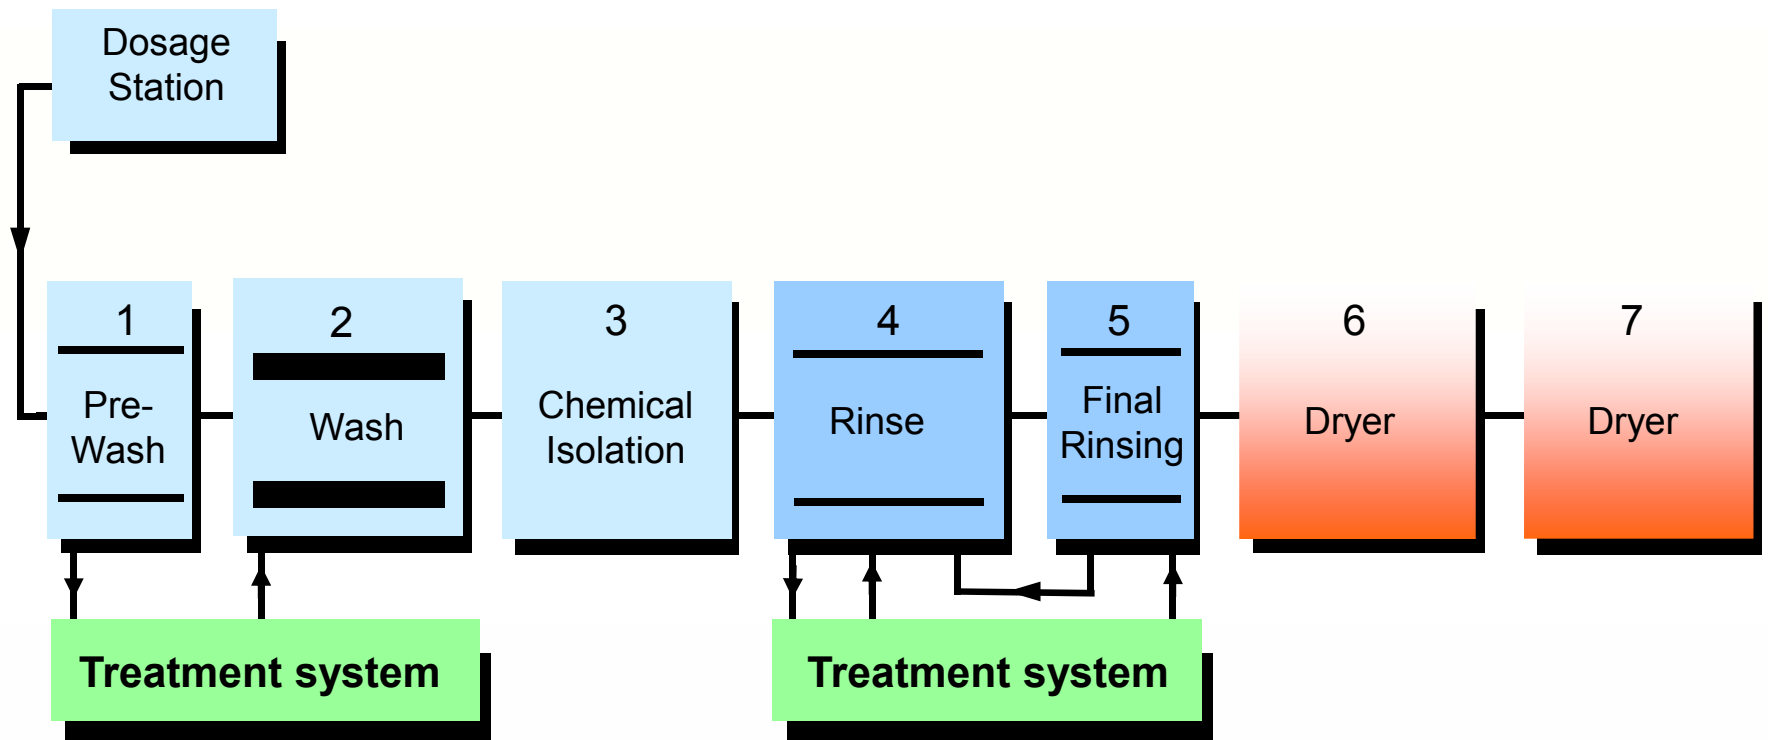 Dosage
Station
1
Pre-
Wash
2
Wash
3
Chemical
Isolation
4
Rinse
5
Final
Rinsing
6
Dryer
7
Dryer
Treatment system
Treatment system